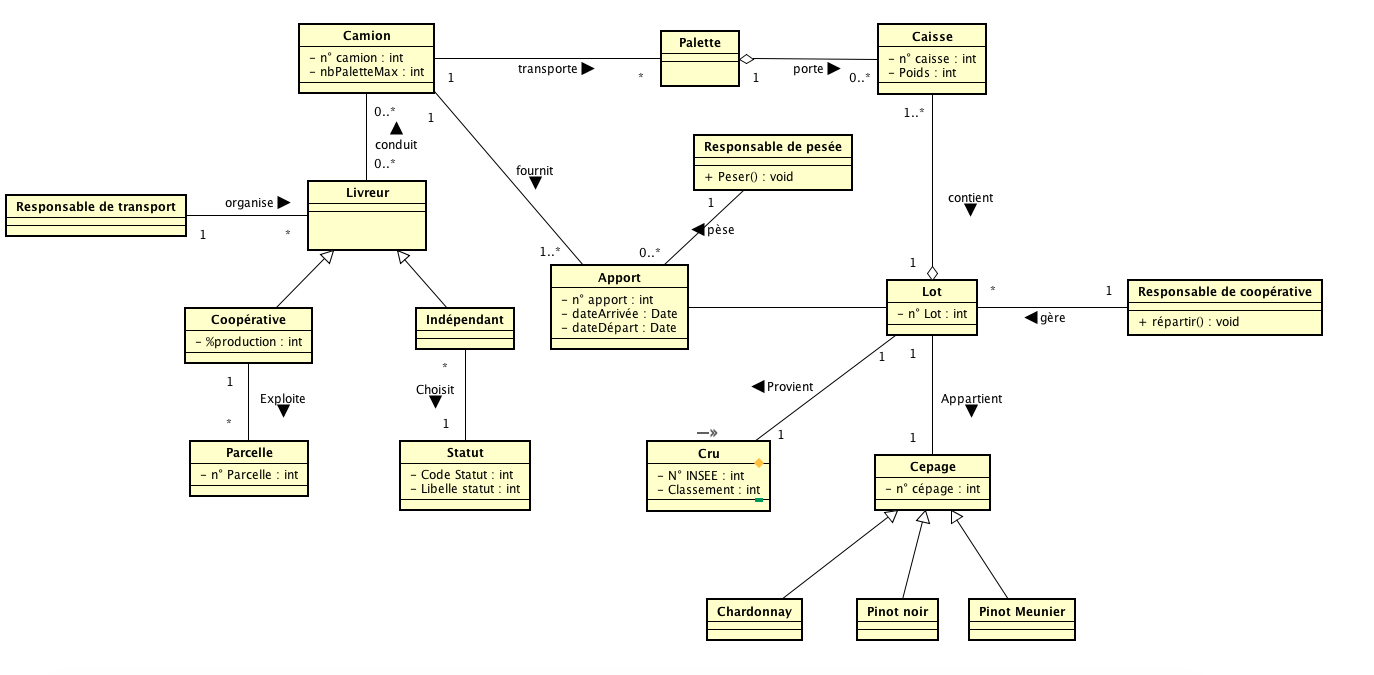 Camion
– n° camion : int
– nbPaletteMax : int
1
transporte ▶
*
Palette
1
porte ▶
0..*
Caisse
– n° caisse : int
– Poids : int
0..*
▲
conduit
0..*
1
fournit
▼
1..*
1..*
contient
▼
1
Responsable de pesée
+ Peser() : void
1
◀ pèse
0..*
Responsable de transport
organise ▶
1
*
Livreur
Apport
– n° apport : int
– dateArrivée : Date
– dateDépart : Date
Lot
– n° Lot : int
*
1
◀ gère
Responsable de coopérative
+ répartir() : void
Coopérative
– %production : int
Indépendant
1
Exploite
▼
*
*
Choisit
▼
1
1
◀ Provient
1
1
Appartient
▼
1
Parcelle
– n° Parcelle : int
Statut
– Code Statut : int
– Libelle statut : int
—»
Cru
– N° INSEE : int
– Classement : int
Cepage
– n° cépage : int
Chardonnay
Pinot noir
Pinot Meunier